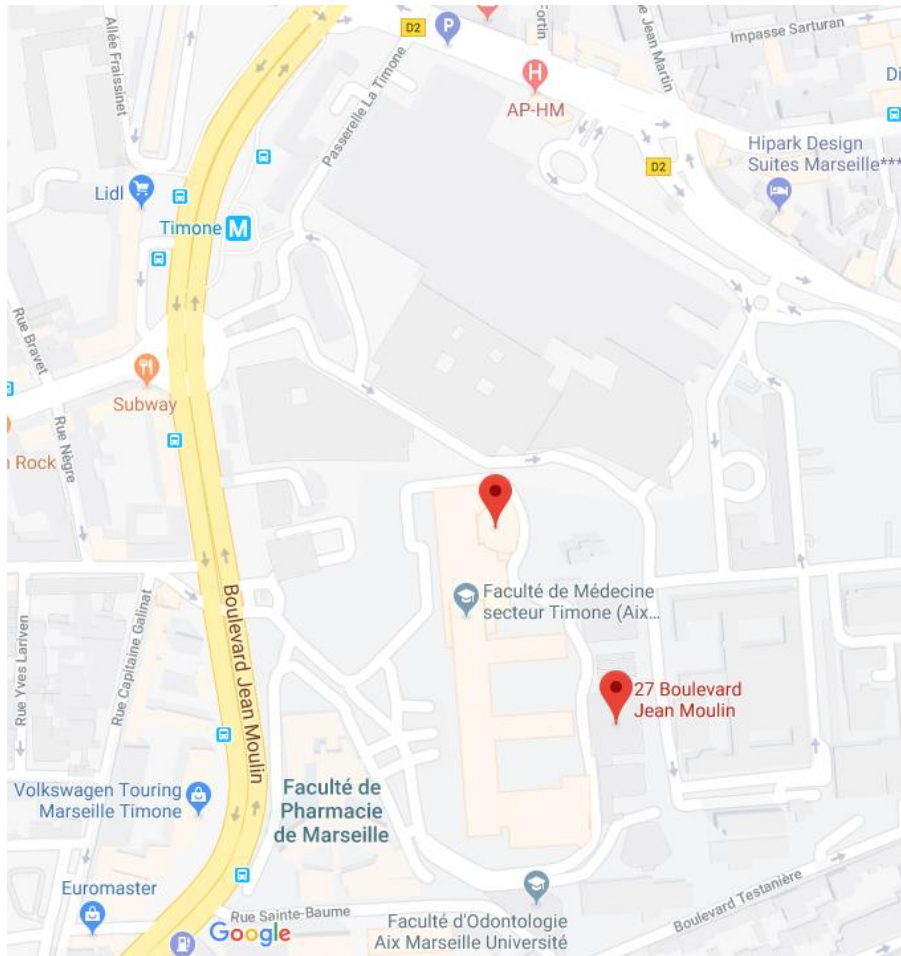 Allée Fraissinet
D2
P
Fortin
Jean Martin
Impasse Sarturan
H
AP-HM
Passerelle La Timone
D2
Hipark Design
Suites Marseille***
Lidl
Timone M
Rue Bravet
Subway
Rue Nègre
Rock
Faculté de Médecine
secteur Timone (Aix...
Boulevard Jean Moulin
Rue Capitaine Galinat
Rue Yves Lariven
27 Boulevard
Jean Moulin
Volkswagen Touring
Marseille Timone
Faculté de
Pharmacie
de Marseille
Euromaster
Rue Sainte-Baume
Google
Faculté d'Odontologie
Aix Marseille Université
Boulevard Testanière